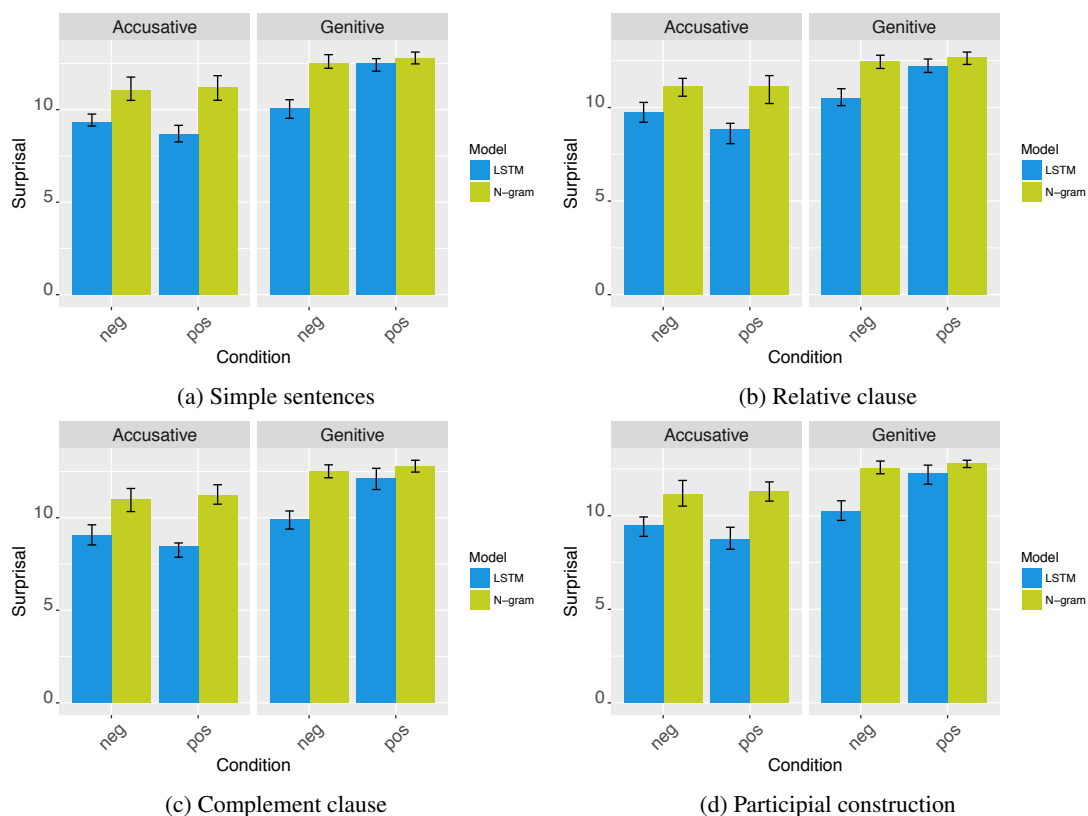 Accusative Genitive
10
5
0
Surprisal
neg pos neg pos
Condition
Model
LSTM
N-gram
(a) Simple sentences
Accusative Genitive
10
5
0
Surprisal
neg pos neg pos
Condition
Model
LSTM
N-gram
(b) Relative clause
Accusative Genitive
10
5
0
Surprisal
neg pos neg pos
Condition
Model
LSTM
N-gram
(c) Complement clause
Accusative Genitive
10
5
0
Surprisal
neg pos neg pos
Condition
Model
LSTM
N-gram
(d) Participial construction